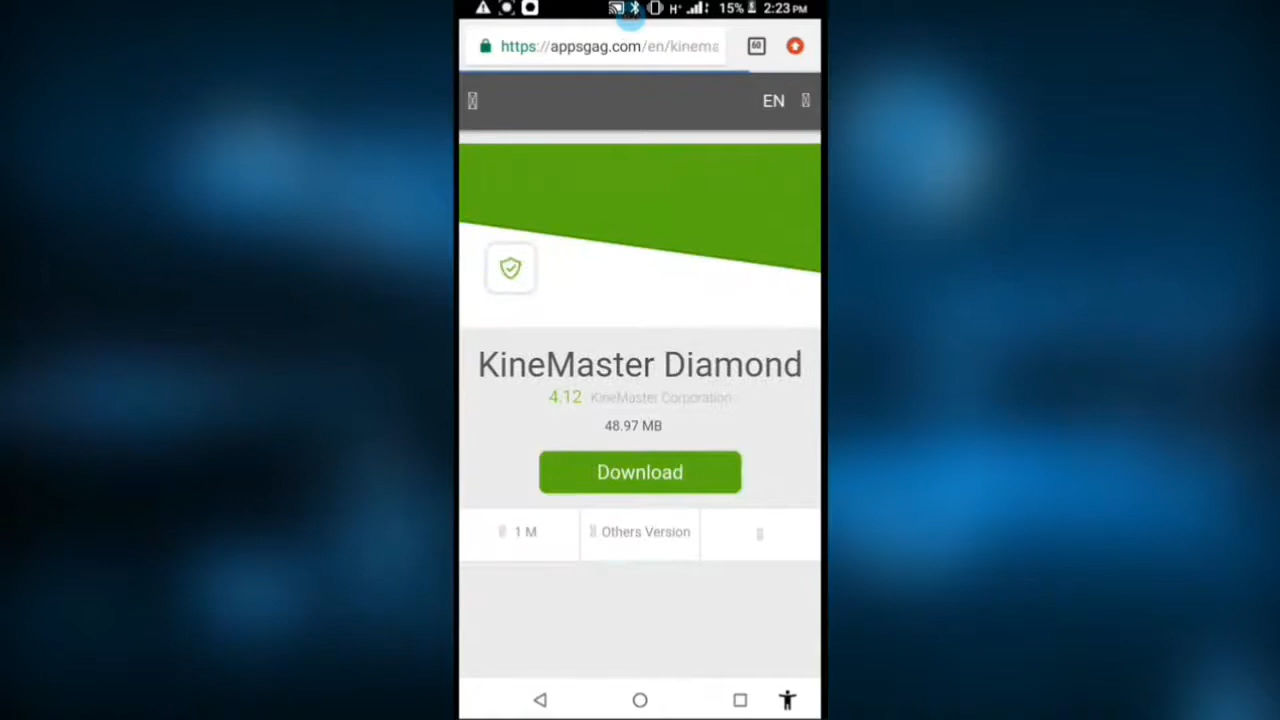 H+ 15% 2:23 PM
https://appsgag.com/en/kinema
60
EN
KineMaster Diamond
4.12 KineMaster Corporation
48.97 MB
Download
1 M Others Version